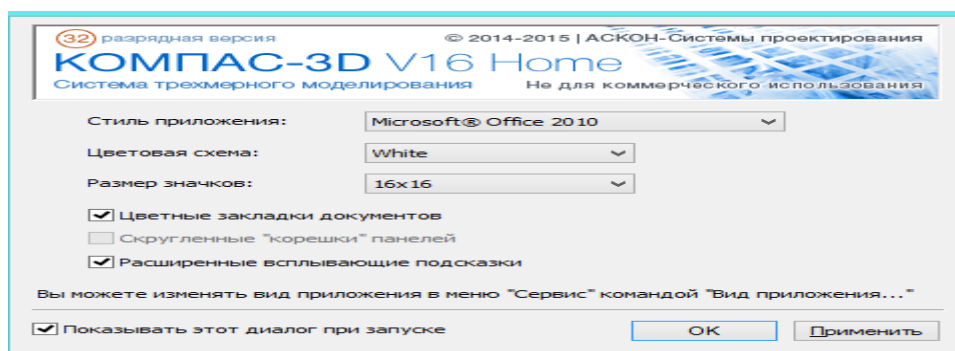 32 разрядная версия © 2014-2015 | АСКОН-Системы проектирования
КОМПАС-3D V16 Home
Система трехмерного моделирования Не для коммерческого использования
Стиль приложения: Microsoft® Office 2010
Цветовая схема: White
Размер значков: 16x16
Цветные закладки документов
Скругленные "корешки" панелей
Расширенные всплывающие подсказки
Вы можете изменять вид приложения в меню "Сервис" командой "Вид приложения..."
Показывать этот диалог при запуске OK Применить